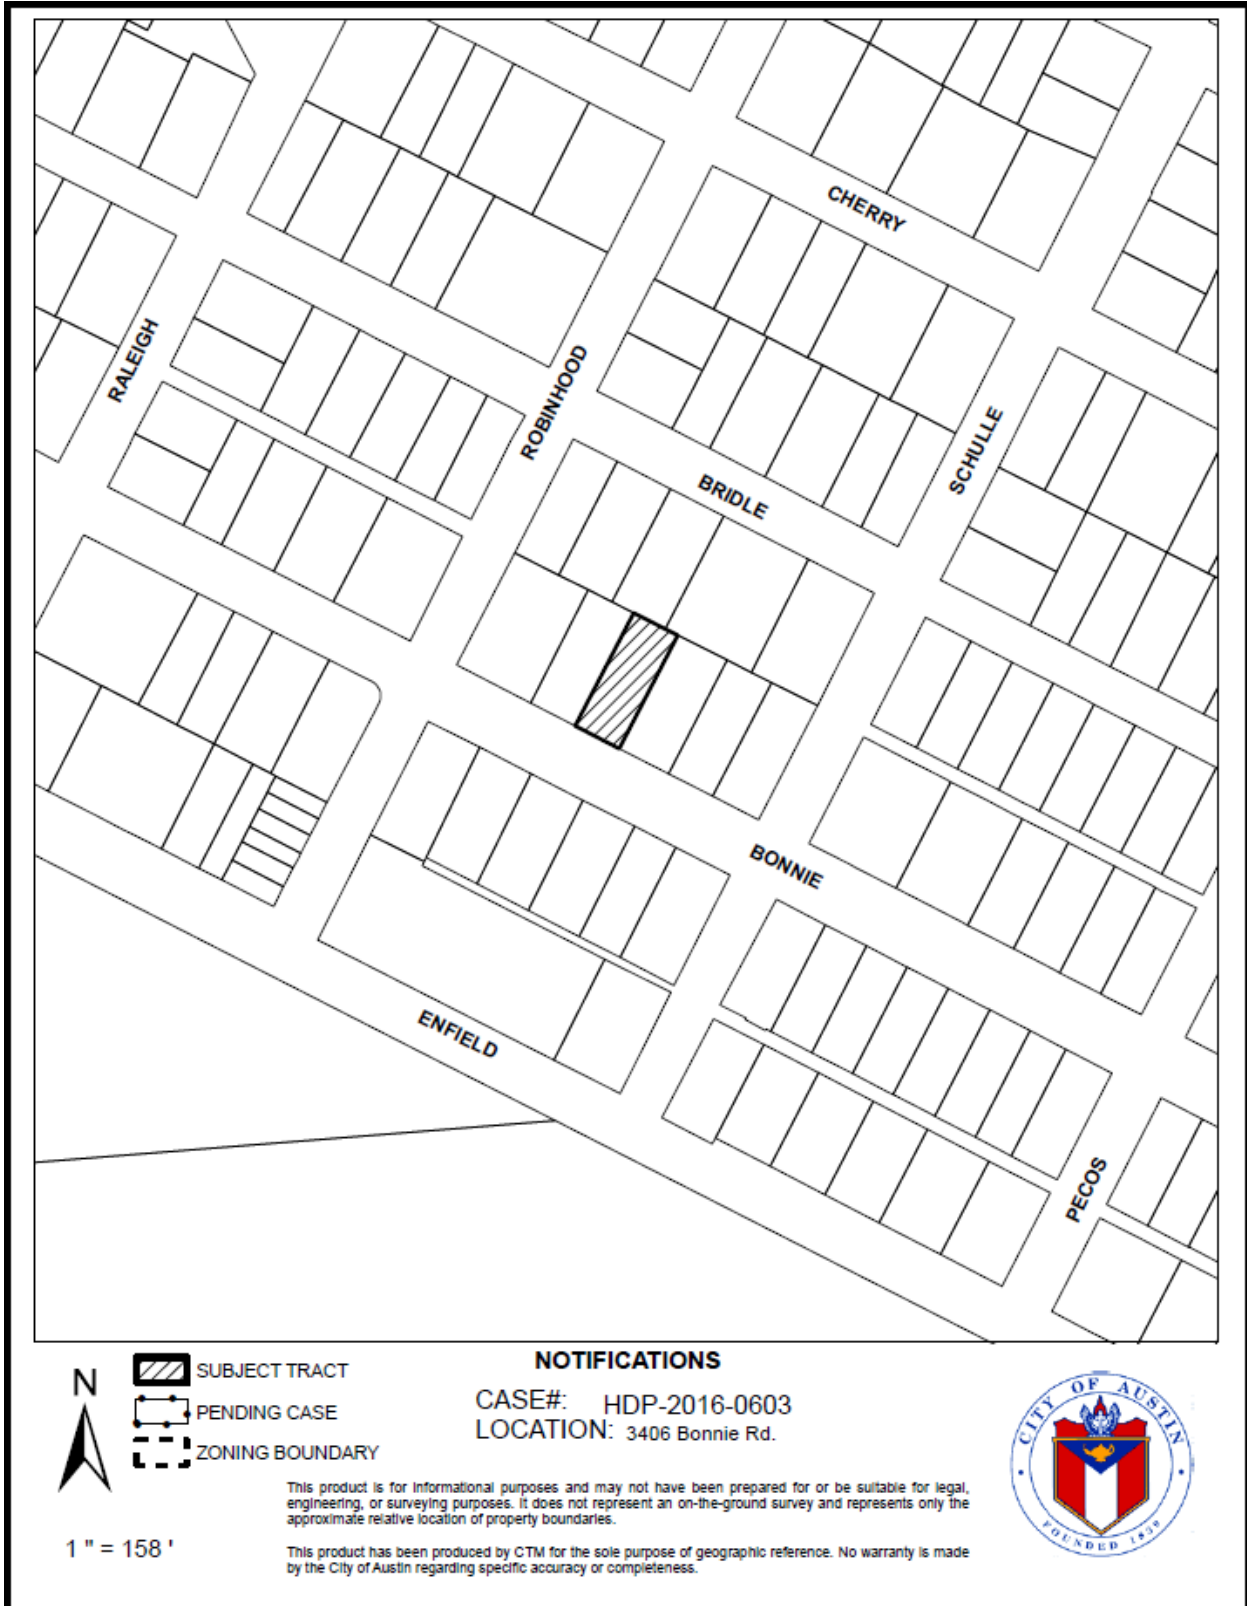 CHERRY
RALEIGH
ROBINHOOD
SCHULLE
BRIDLE
BONNIE
ENFIELD
PECOS
N
SUBJECT TRACT
PENDING CASE
ZONING BOUNDARY
1 " = 158 '
NOTIFICATIONS
CASE#: HDP-2016-0603
LOCATION: 3406 Bonnie Rd.
This product is for informational purposes and may not have been prepared for or be suitable for legal,
engineering, or surveying purposes. It does not represent an on-the-ground survey and represents only the
approximate relative location of property boundaries.
This product has been produced by CTM for the sole purpose of geographic reference. No warranty is made
by the City of Austin regarding specific accuracy or completeness.
CITY OF AUSTIN
FOUNDED 1839